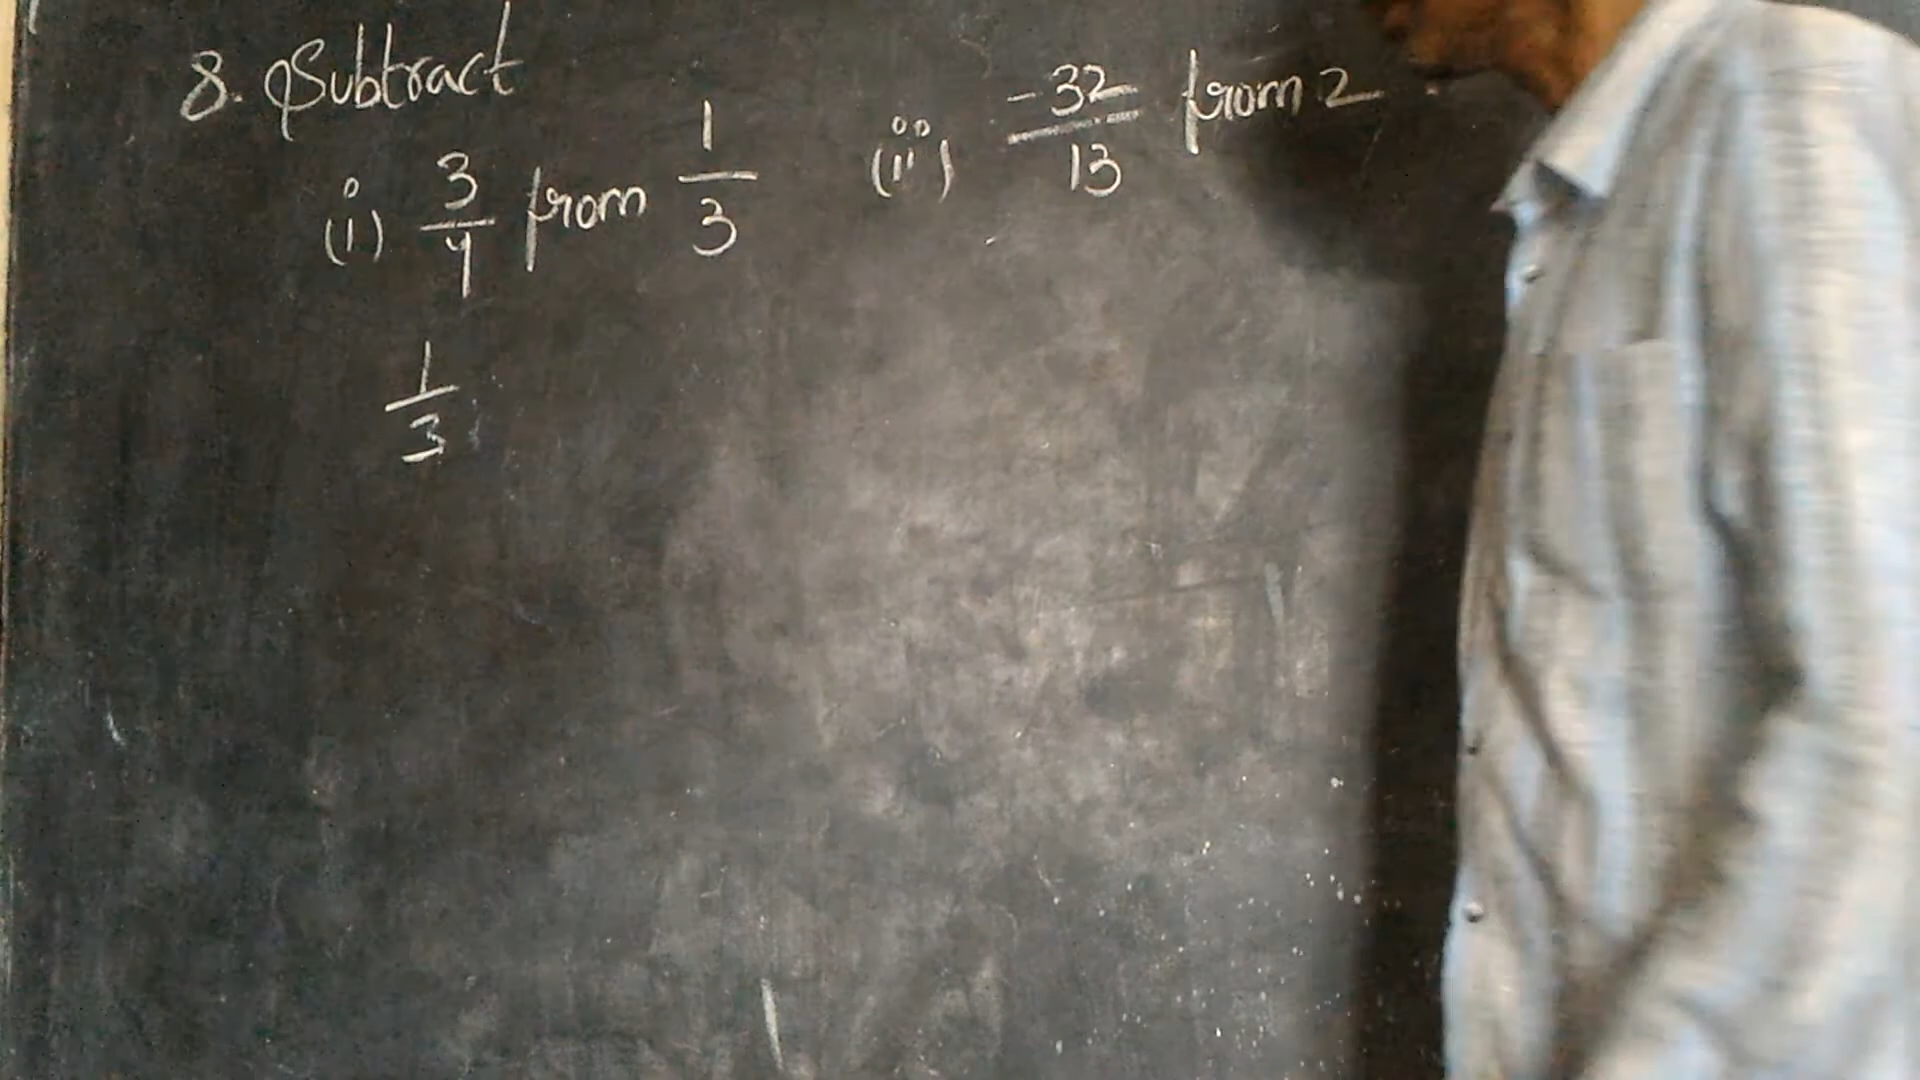 8. Subtract
(i) 3/4 from 1/3 (ii) -32/13 from 2
1/3